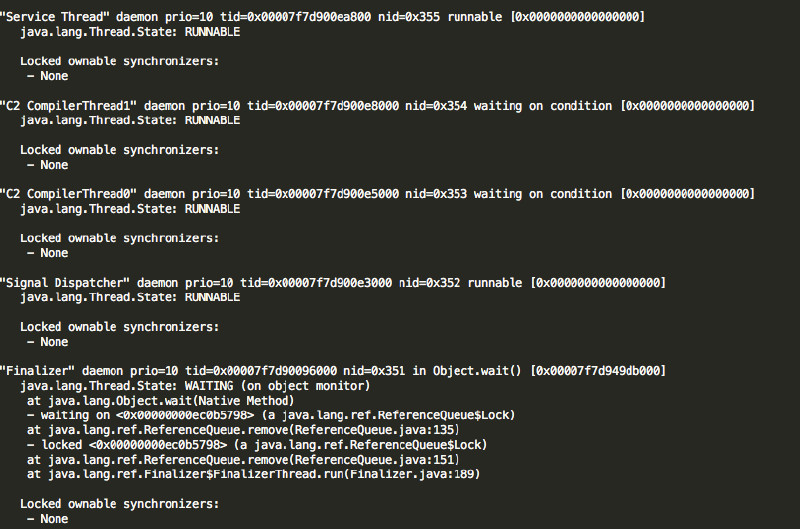 "Service Thread" daemon prio=10 tid=0x00007f7d900ea800 nid=0x355 runnable [0x0000000000000000]
java.lang.Thread.State: RUNNABLE
Locked ownable synchronizers:
- None
"C2 CompilerThread1" daemon prio=10 tid=0x00007f7d900e8000 nid=0x354 waiting on condition [0x0000000000000000]
java.lang.Thread.State: RUNNABLE
Locked ownable synchronizers:
- None
"C2 CompilerThread0" daemon prio=10 tid=0x00007f7d900e5000 nid=0x353 waiting on condition [0x0000000000000000]
java.lang.Thread.State: RUNNABLE
Locked ownable synchronizers:
- None
"Signal Dispatcher" daemon prio=10 tid=0x00007f7d900e3000 nid=0x352 runnable [0x0000000000000000]
java.lang.Thread.State: RUNNABLE
Locked ownable synchronizers:
- None
"Finalizer" daemon prio=10 tid=0x00007f7d90096000 nid=0x351 in Object.wait() [0x00007f7d949db000]
java.lang.Thread.State: WAITING (on object monitor)
at java.lang.Object.wait(Native Method)
- waiting on <0x00000000ec0b5798> (a java.lang.ref.ReferenceQueue$Lock)
at java.lang.ref.ReferenceQueue.remove(ReferenceQueue.java:135)
- locked <0x00000000ec0b5798> (a java.lang.ref.ReferenceQueue$Lock)
at java.lang.ref.ReferenceQueue.remove(ReferenceQueue.java:151)
at java.lang.ref.Finalizer$FinalizerThread.run(Finalizer.java:189)
Locked ownable synchronizers:
- None